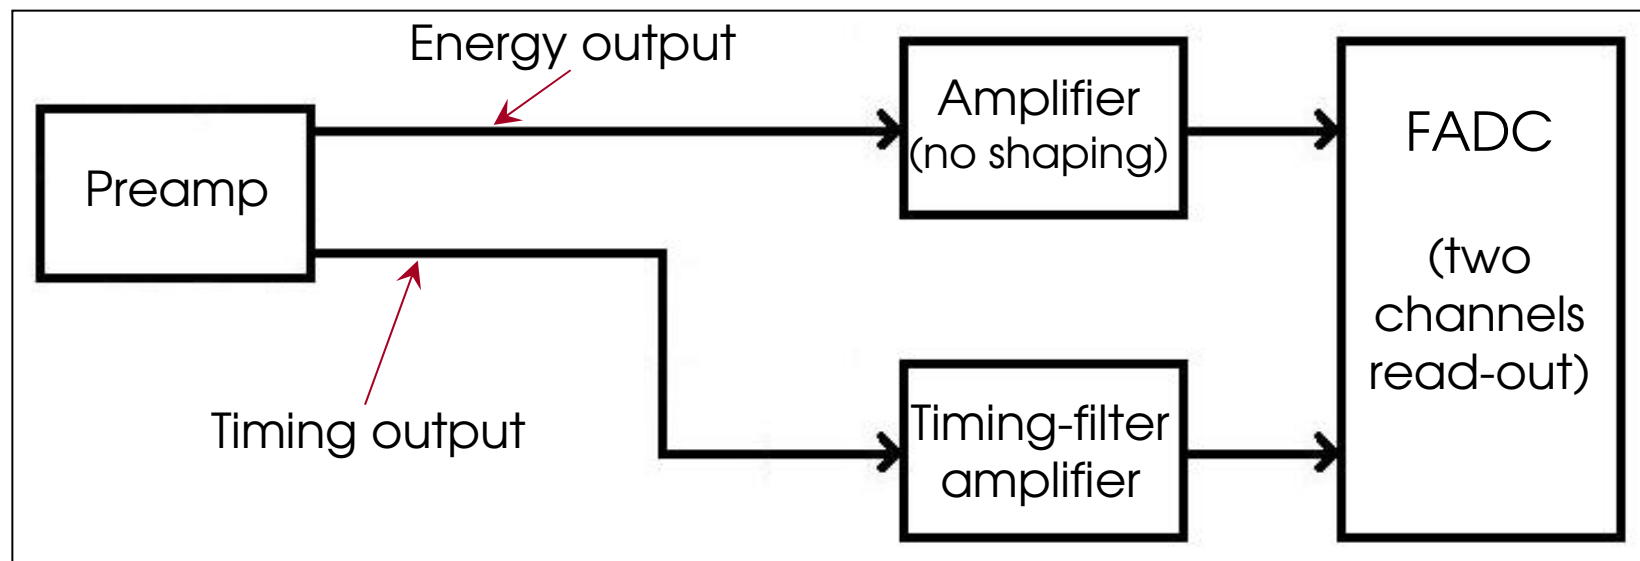 Energy output
Preamp
Timing output
Amplifier
(no shaping)
Timing-filter
amplifier
FADC
(two
channels
read-out)